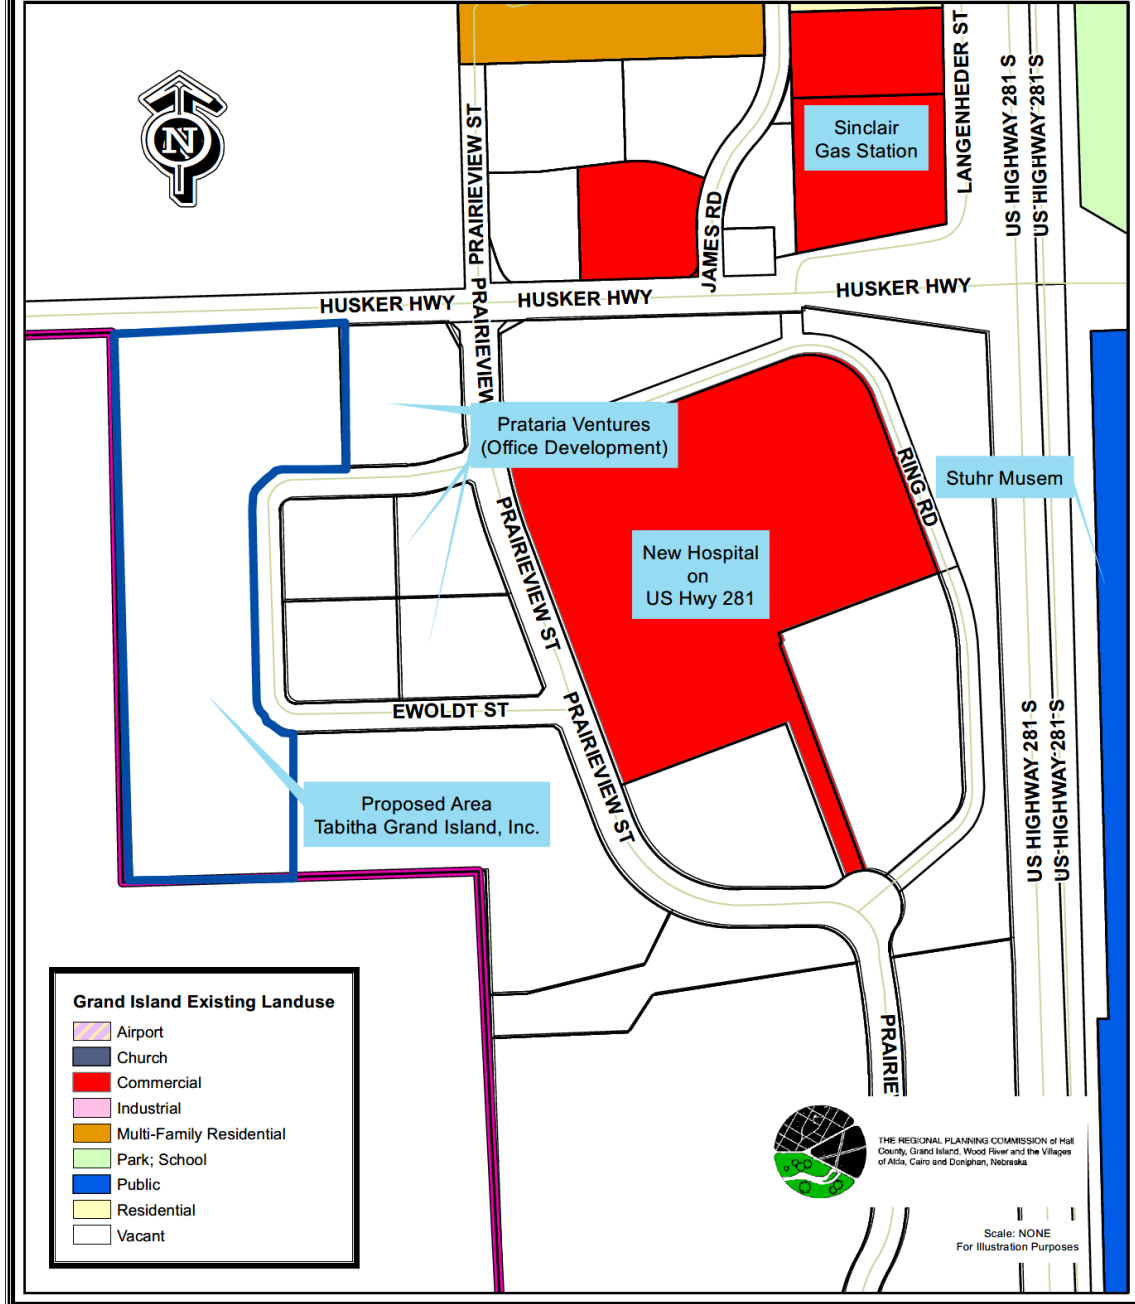 N
PRAIRIEVIEW ST
JAMES RD
Sinclair
Gas Station
LANGENHEDER ST
US HIGHWAY 281 S
US HIGHWAY 281 S
HUSKER HWY
HUSKER HWY
HUSKER HWY
PRAIRIEVIEW
Prataria Ventures
(Office Development)
RING RD
Stuhr Musem
PRAIRIEVIEW ST
New Hospital
on
US Hwy 281
EWOLDT ST
PRAIRIEVIEW ST
US HIGHWAY 281 S
US HIGHWAY 281 S
Proposed Area
Tabitha Grand Island, Inc.
Grand Island Existing Landuse
Airport
Church
Commercial
Industrial
Multi-Family Residential
Park; School
Public
Residential
Vacant
PRAIRIE
THE REGIONAL PLANNING COMMISSION of Hall
County, Grand Island, Wood River and the Villages
of Alda, Cairo and Doniphan, Nebraska
Scale: NONE
For Illustration Purposes